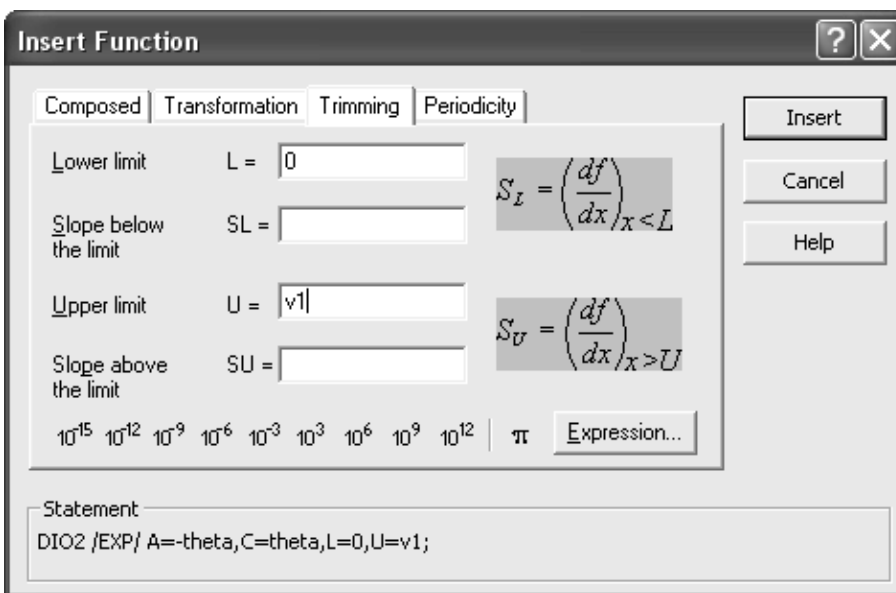 Insert Function
Composed Transformation Trimming Periodicity
Insert
Cancel
Help
Lower limit L = 0
S_L = (df/dx)_x<L
Slope below
the limit
SL =
Upper limit U = v1
S_U = (df/dx)_x>U
Slope above
the limit
SU =
10^-15 10^-12 10^-9 10^-6 10^-3 10^3 10^6 10^9 10^12 π Expression...
Statement
DIO2 /EXP/ A=-theta,C=theta,L=0,U=v1;